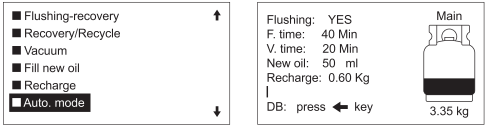 Flushing-recovery
Recovery/Recycle
Vacuum
Fill new oil
Recharge
Auto. mode
Flushing: YES
F. time: 40 Min
V. time: 20 Min
New oil: 50 ml
Recharge: 0.60 Kg
DB: press ← key
Main
3.35 kg